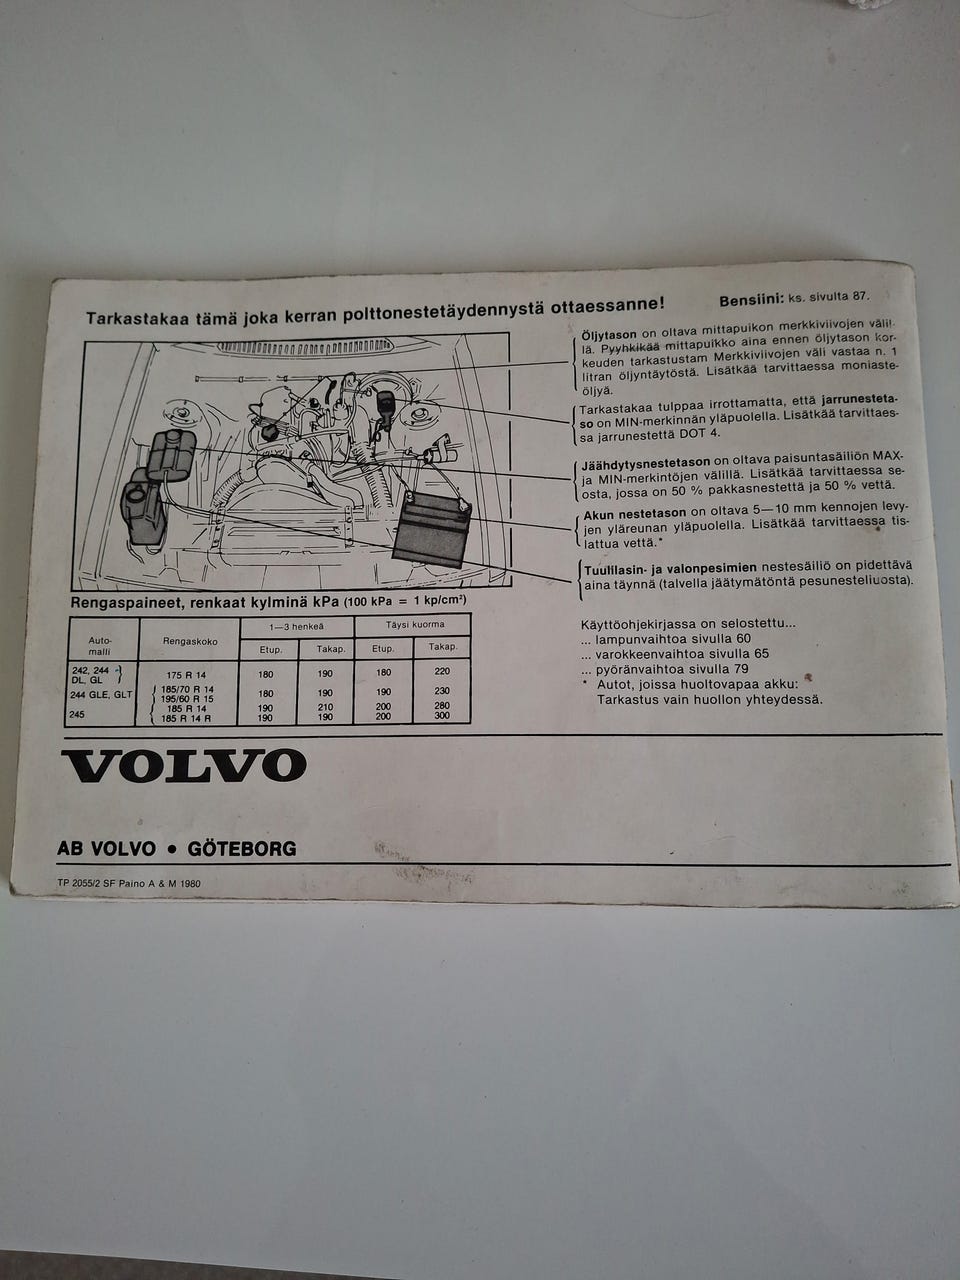 Tarkastakaa tämä joka kerran polttonestetäydennystä ottaessanne!
Bensiini: ks. sivulta 87.
Öljytason on oltava mittapuikon merkkiviivojen välil-
lä. Pyyhkikää mittapuikko aina ennen öljytason kor-
keuden tarkastustam Merkkiviivojen väli vastaa n. 1
litran öljyntäytöstä. Lisätkää tarvittaessa moniaste-
öljyä.
Tarkastakaa tulppaa irrottamatta, että jarrunesteta-
so on MIN-merkinnän yläpuolella. Lisätkää tarvittaes-
sa jarrunestettä DOT 4.
Jäähdytysnestetason on oltava paisuntasäiliön MAX-
ja MIN-merkintöjen välillä. Lisätkää tarvittaessa se-
osta, jossa on 50 % pakkasnestettä ja 50 % vettä.
Akun nestetason on oltava 5—10 mm kennojen levy-
jen yläreunan yläpuolella. Lisätkää tarvittaessa tis-
lattua vettä.*
Tuulilasin- ja valonpesimien nestesäiliö on pidettävä
aina täynnä (talvella jäätymätöntä pesunesteliuosta).
Rengaspaineet, renkaat kylminä kPa (100 kPa = 1 kp/cm²)
Auto-
malli
Rengaskoko
1—3 henkeä
Täysi kuorma
Etup. Takap. Etup. Takap.
242, 244
DL, GL
175 R 14 180 190 180 220
244 GLE, GLT
185/70 R 14
195/60 R 15
180 190 190 230
245
185 R 14 190 210 200 280
185 R 14 R 190 190 200 300
Käyttöohjekirjassa on selostettu...
... lampunvaihtoa sivulla 60
... varokkeenvaihtoa sivulla 65
... pyöränvaihtoa sivulla 79
* Autot, joissa huoltovapaa akku:
Tarkastus vain huollon yhteydessä.
VOLVO
AB VOLVO • GÖTEBORG
TP 2055/2 SF Paino A & M 1980